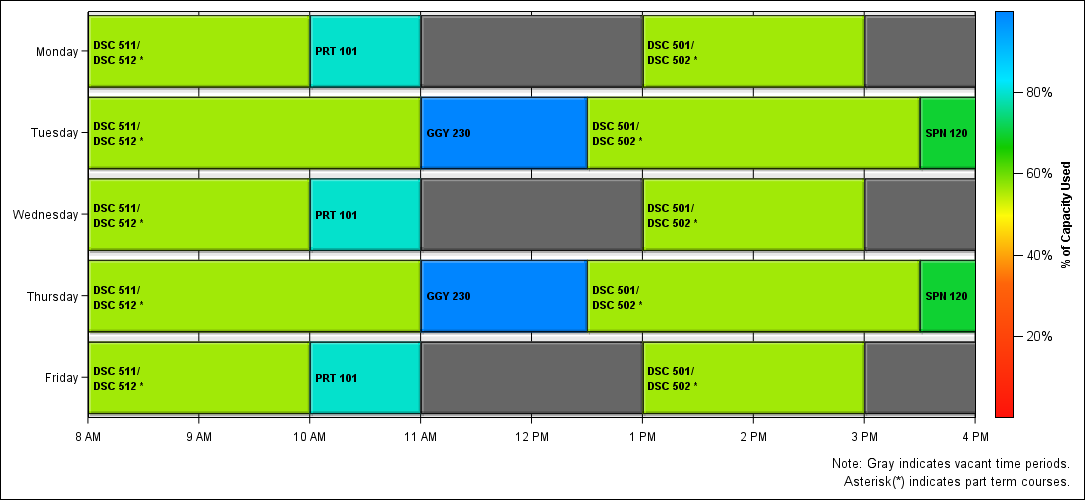 Monday
DSC 511/
DSC 512 *
PRT 101
DSC 501/
DSC 502 *
Tuesday
DSC 511/
DSC 512 *
GGY 230
DSC 501/
DSC 502 *
SPN 120
Wednesday
DSC 511/
DSC 512 *
PRT 101
DSC 501/
DSC 502 *
Thursday
DSC 511/
DSC 512 *
GGY 230
DSC 501/
DSC 502 *
SPN 120
Friday
DSC 511/
DSC 512 *
PRT 101
DSC 501/
DSC 502 *
8 AM 9 AM 10 AM 11 AM 12 PM 1 PM 2 PM 3 PM 4 PM
80%
60%
40%
20%
% of Capacity Used
Note: Gray indicates vacant time periods.
Asterisk(*) indicates part term courses.